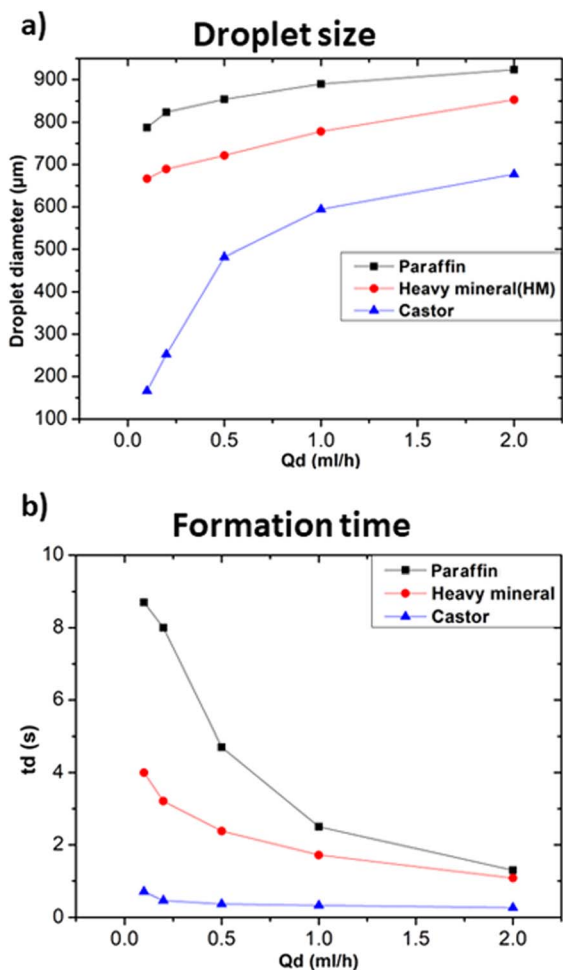 a)
Droplet size
900
800
700
600
500
400
300
200
100
Droplet diameter (µm)
Paraffin
Heavy mineral(HM)
Castor
0.0 0.5 1.0 1.5 2.0
Qd (ml/h)
b)
Formation time
10
8
6
4
2
0
td (s)
Paraffin
Heavy mineral
Castor
0.0 0.5 1.0 1.5 2.0
Qd (ml/h)